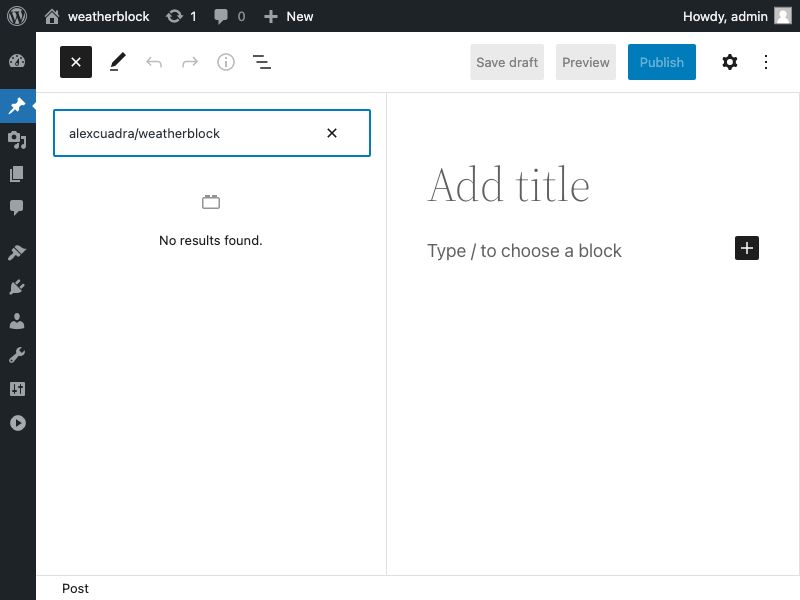 weatherblock 1 0 New Howdy, admin
Save draft Preview Publish
alexcuadra/weatherblock
No results found.
Add title
Type / to choose a block
Post